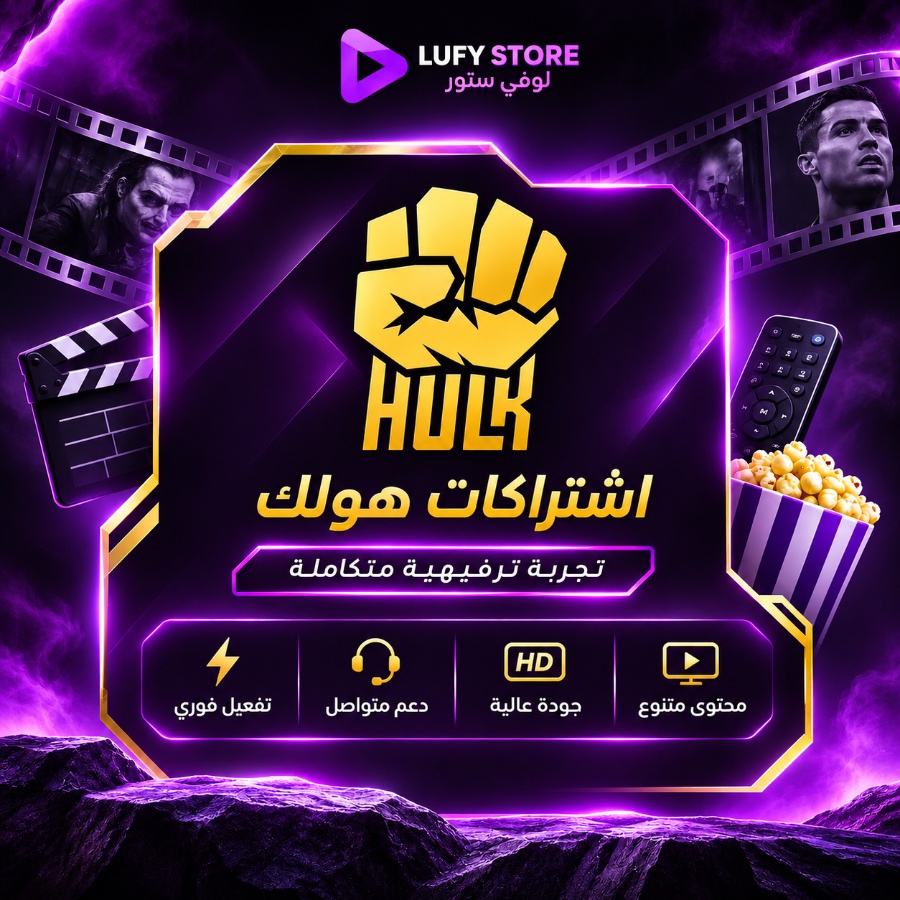 LUFY STORE
لوفي ستور
HULK
اشتراكات هولك
تجربة ترفيهية متكاملة
محتوى متنوع
HD
جودة عالية
دعم متواصل
تفعيل فوري